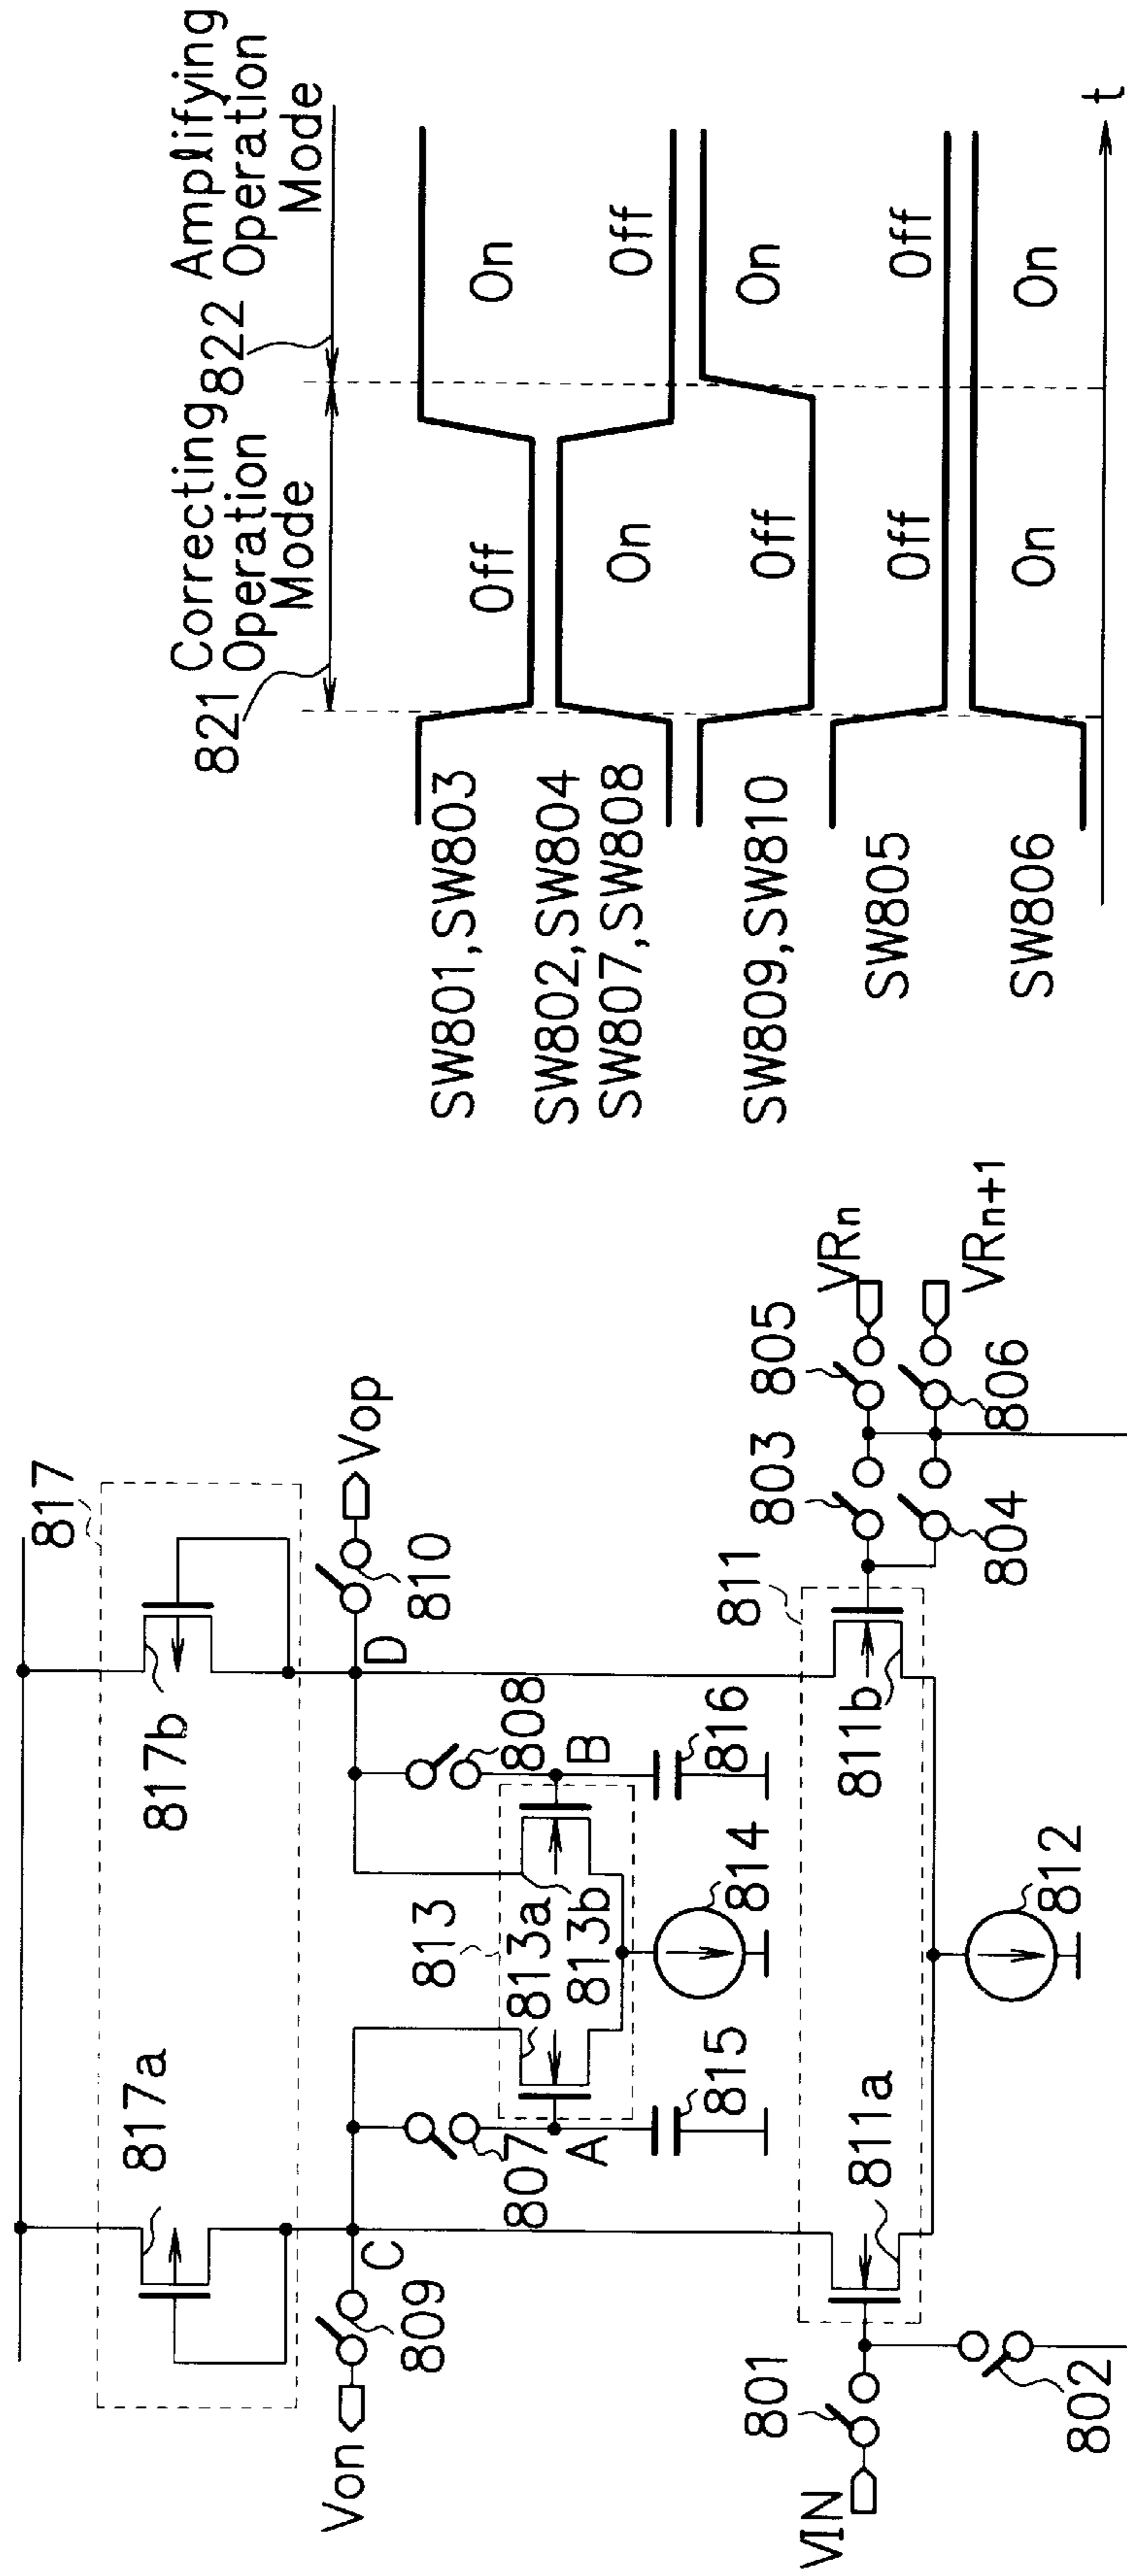 817
817a
817b
Von
809
C
D
810
Vop
807
808
813
813a
813b
A
B
815
814
816
811
811a
811b
801
VIN
802
812
803
805
VRn
804
806
VRn+1
821 Correcting
Operation
Mode
822 Amplifying
Operation
Mode
SW801,SW803
Off
On
SW802,SW804
SW807,SW808
On
Off
SW809,SW810
Off
On
SW805
Off
Off
SW806
On
On
t